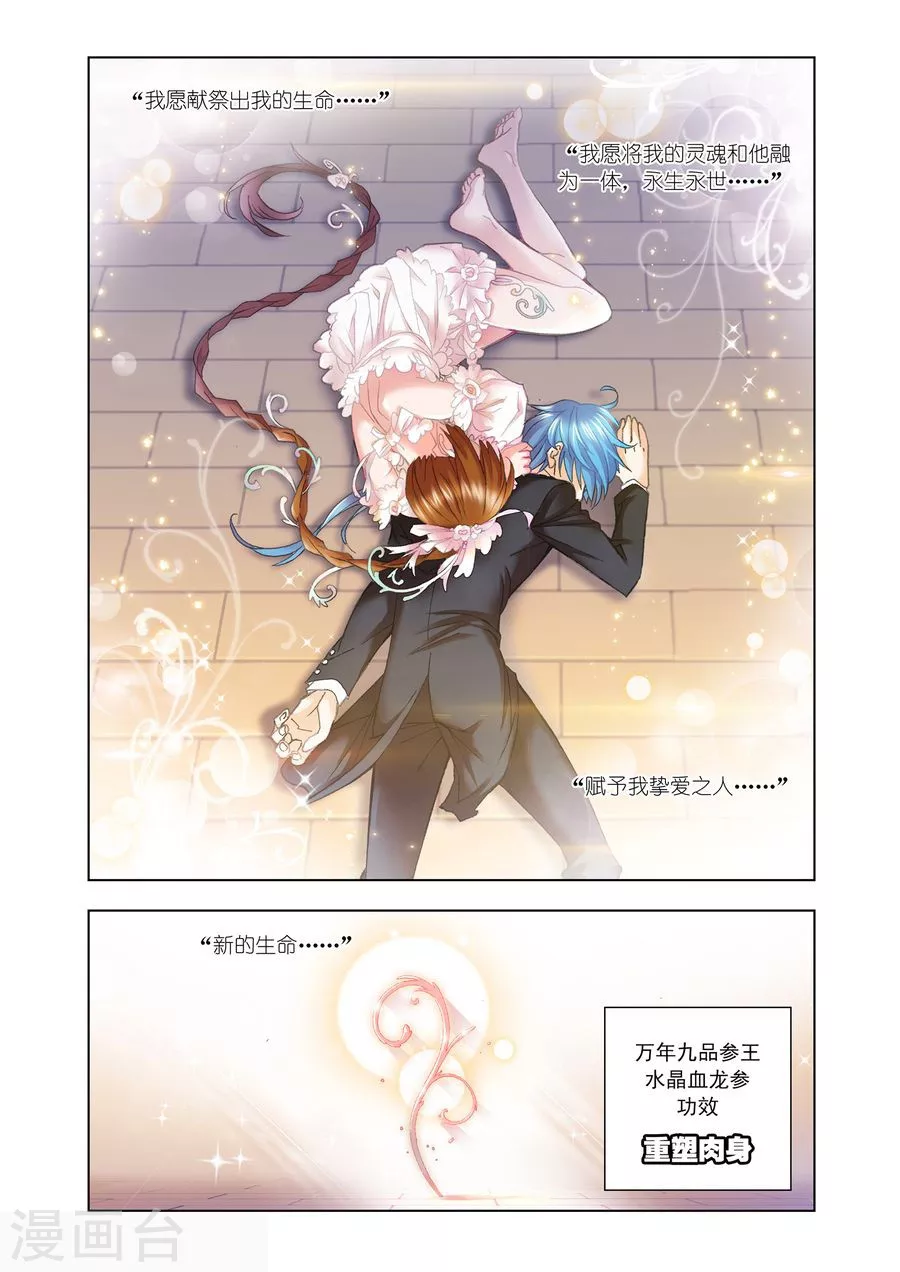 “我愿献祭出我的生命……”
“我愿将我的灵魂和他融
为一体，永生永世……”
“赋予我挚爱之人……”
“新的生命……”
万年九品参王
水晶血龙参
功效
重塑肉身
漫画台